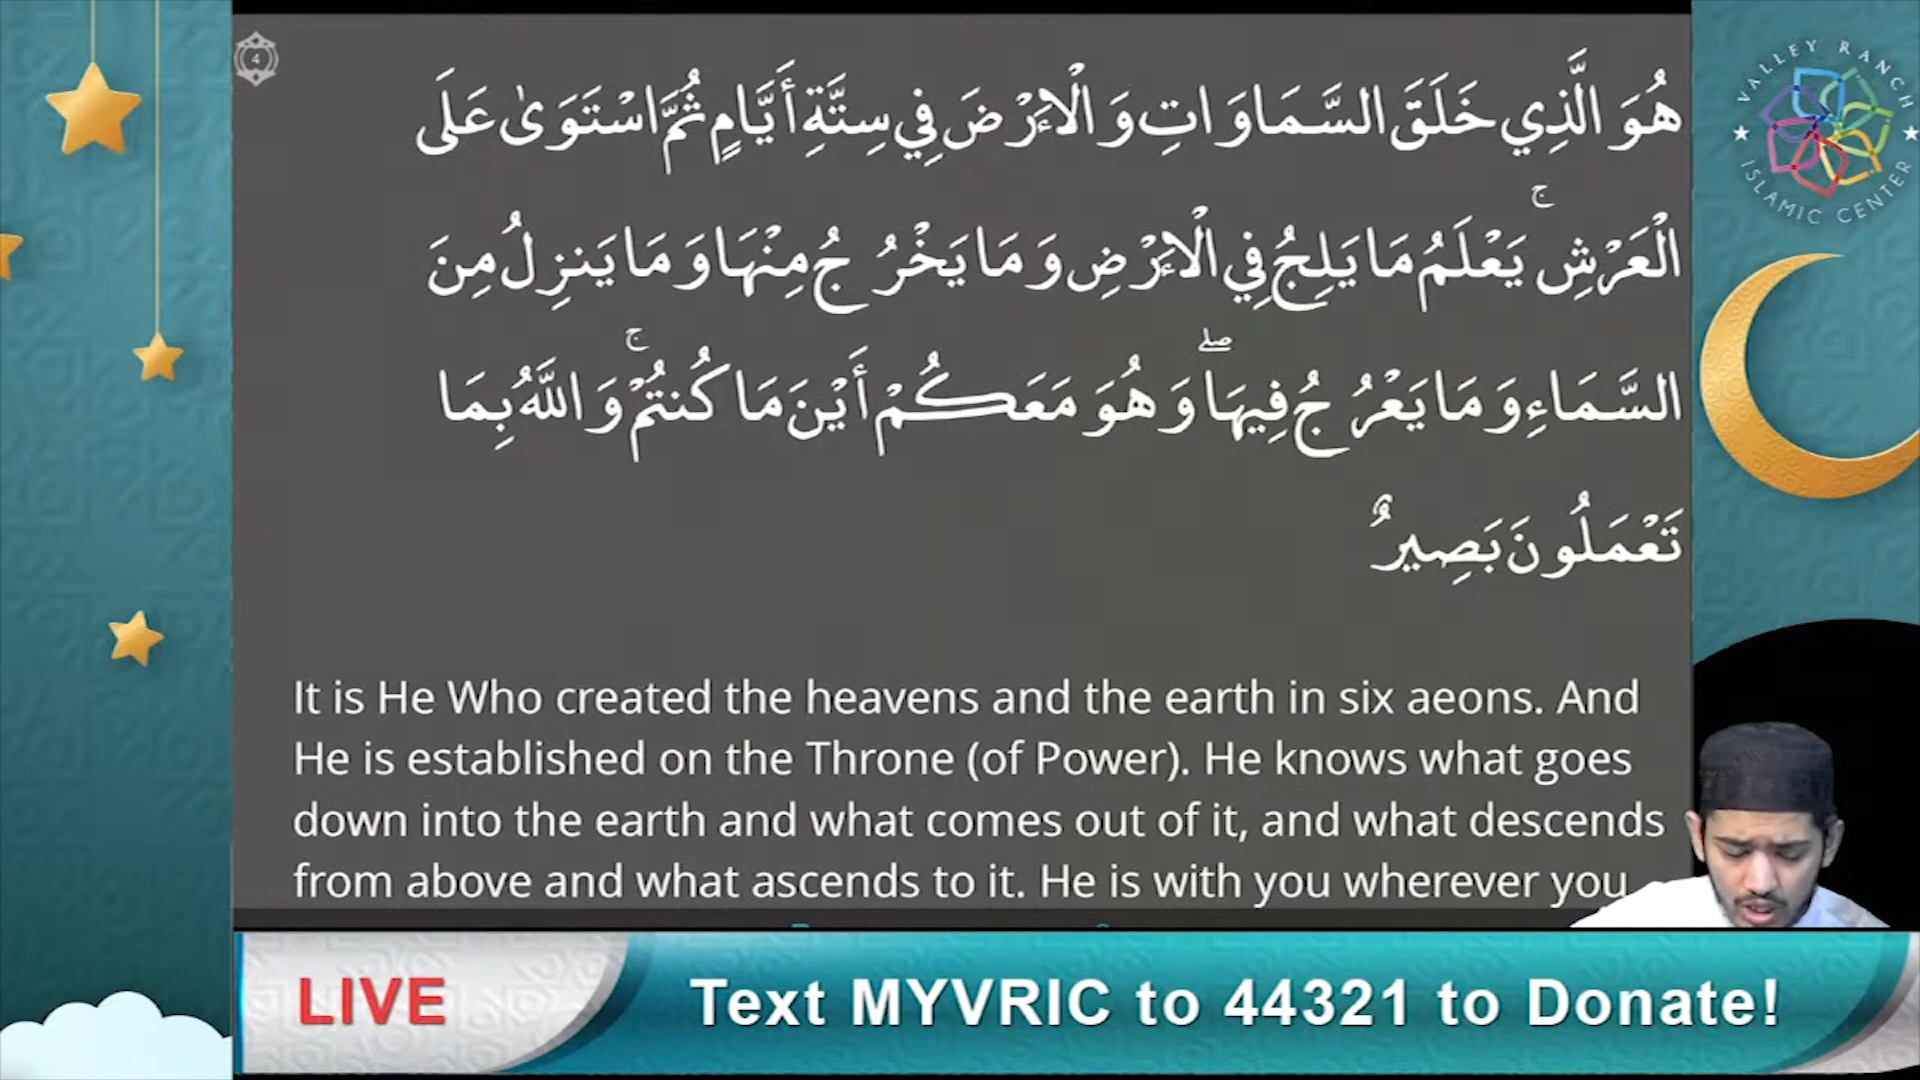 4
هُوَ الَّذِي خَلَقَ السَّمَاوَاتِ وَالْأَرْضَ فِي سِتَّةِ أَيَّامٍ ثُمَّ اسْتَوَىٰ عَلَى
الْعَرْشِ ۚ يَعْلَمُ مَا يَلِجُ فِي الْأَرْضِ وَمَا يَخْرُجُ مِنْهَا وَمَا يَنزِلُ مِنَ
السَّمَاءِ وَمَا يَعْرُجُ فِيهَا ۖ وَهُوَ مَعَكُمْ أَيْنَ مَا كُنتُمْ ۚ وَاللَّهُ بِمَا
تَعْمَلُونَ بَصِيرٌ
It is He Who created the heavens and the earth in six aeons. And
He is established on the Throne (of Power). He knows what goes
down into the earth and what comes out of it, and what descends
from above and what ascends to it. He is with you wherever you
VALLEY RANCH
ISLAMIC CENTER
LIVE
Text MYVRIC to 44321 to Donate!